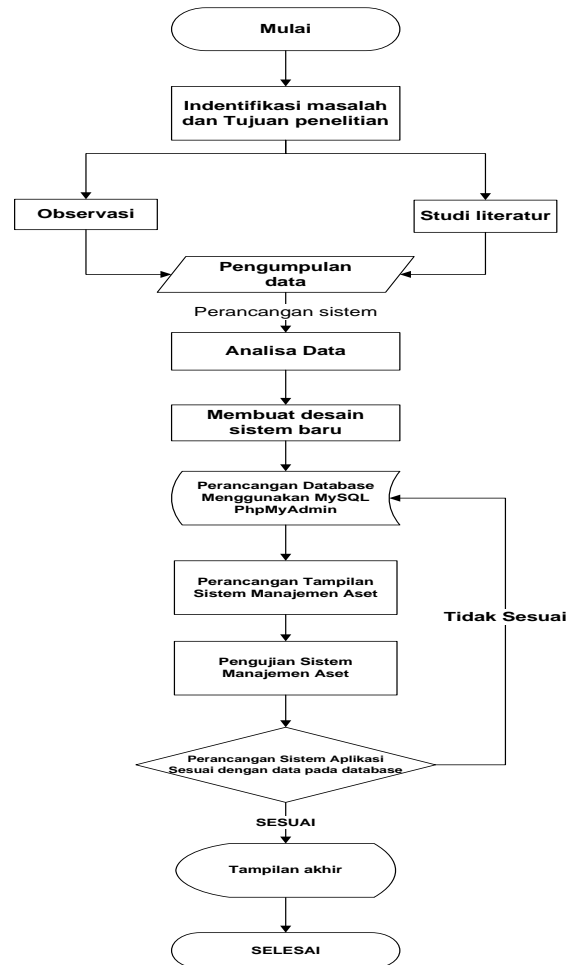 Mulai
Indentifikasi masalah
dan Tujuan penelitian
Observasi
Studi literatur
Pengumpulan
data
Perancangan sistem
Analisa Data
Membuat desain
sistem baru
Perancangan Database
Menggunakan MySQL
PhpMyAdmin
Perancangan Tampilan
Sistem Manajemen Aset
Tidak Sesuai
Pengujian Sistem
Manajemen Aset
Perancangan Sistem Aplikasi
Sesuai dengan data pada database
SESUAI
Tampilan akhir
SELESAI